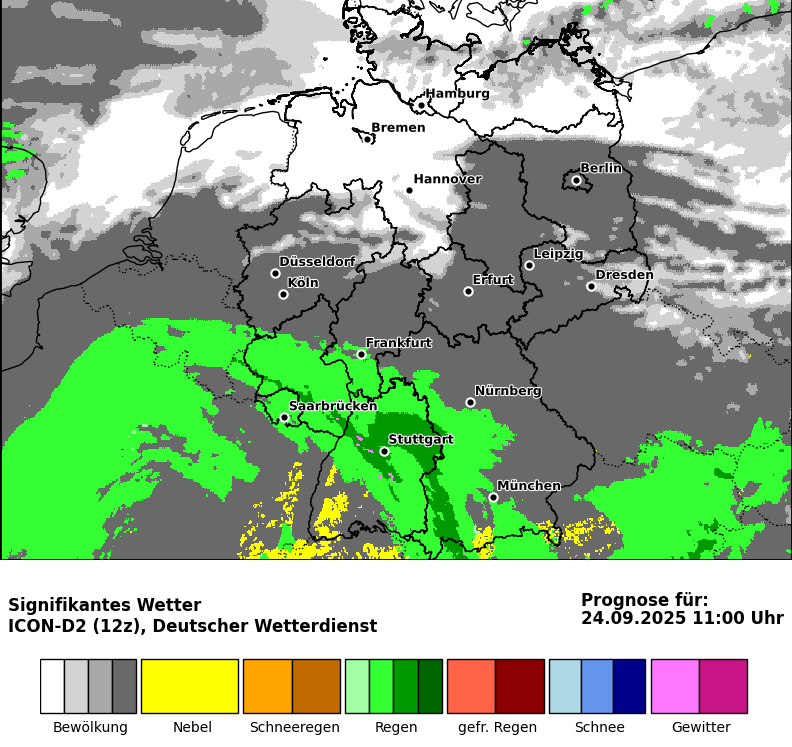 Hamburg
Bremen
Berlin
Hannover
Leipzig
Düsseldorf
Dresden
Köln
Erfurt
Frankfurt
Nürnberg
Saarbrücken
Stuttgart
München
Signifikantes Wetter
ICON-D2 (12z), Deutscher Wetterdienst
Prognose für:
24.09.2025 11:00 Uhr
Bewölkung
Nebel
Schneeregen
Regen
gefr. Regen
Schnee
Gewitter